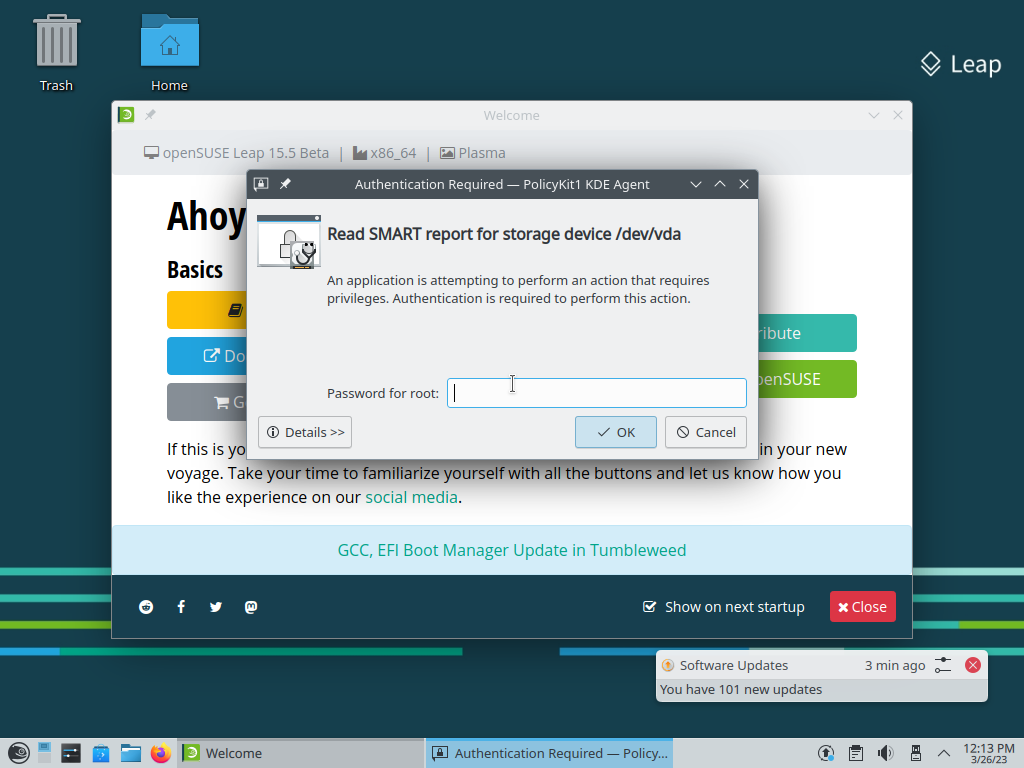 Trash
Home
Leap
Welcome
openSUSE Leap 15.5 Beta | x86_64 | Plasma
Authentication Required — PolicyKit1 KDE Agent
Ahoy
Read SMART report for storage device /dev/vda
Basics
An application is attempting to perform an action that requires
privileges. Authentication is required to perform this action.
ribute
Do
penSUSE
Password for root:
G
Details >>
OK
Cancel
If this is yo
in your new
voyage. Take your time to familiarize yourself with all the buttons and let us know how you
like the experience on our social media.
GCC, EFI Boot Manager Update in Tumbleweed
Show on next startup
Close
Software Updates
3 min ago
You have 101 new updates
Welcome
Authentication Required — Policy...
12:13 PM
3/26/23